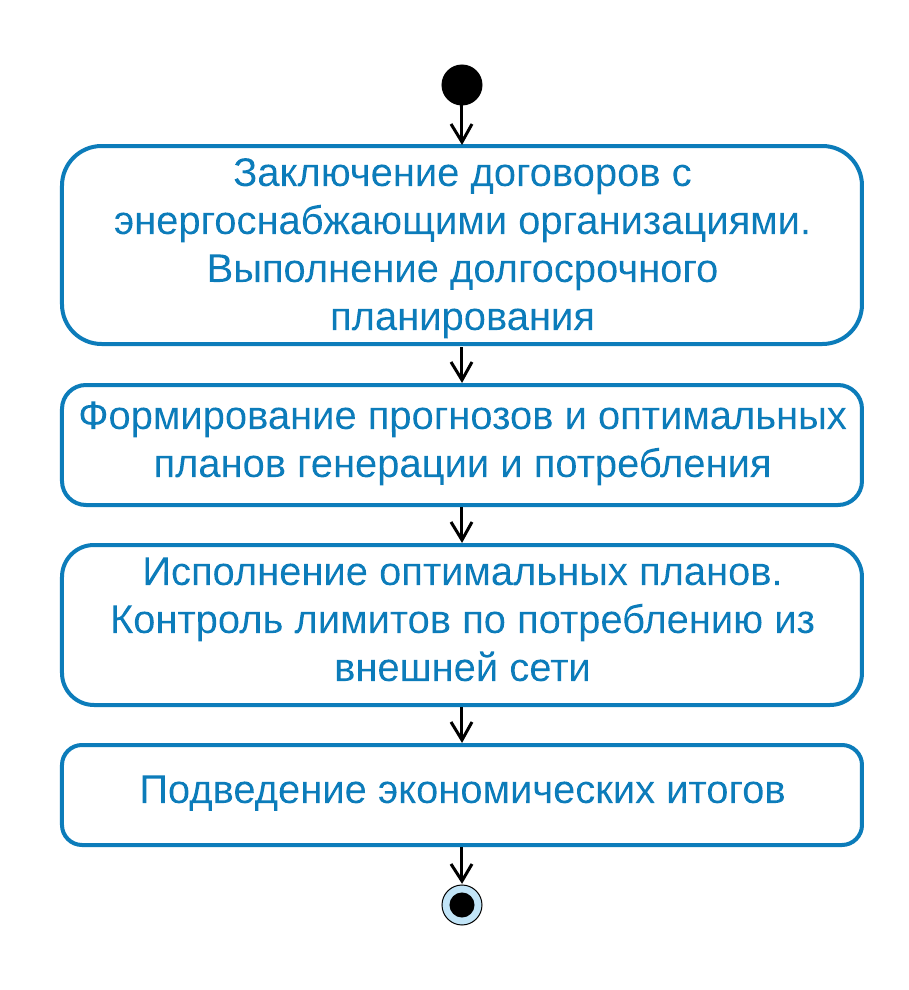 Заключение договоров с
энергоснабжающими организациями.
Выполнение долгосрочного
планирования
Формирование прогнозов и оптимальных
планов генерации и потребления
Исполнение оптимальных планов.
Контроль лимитов по потреблению из
внешней сети
Подведение экономических итогов